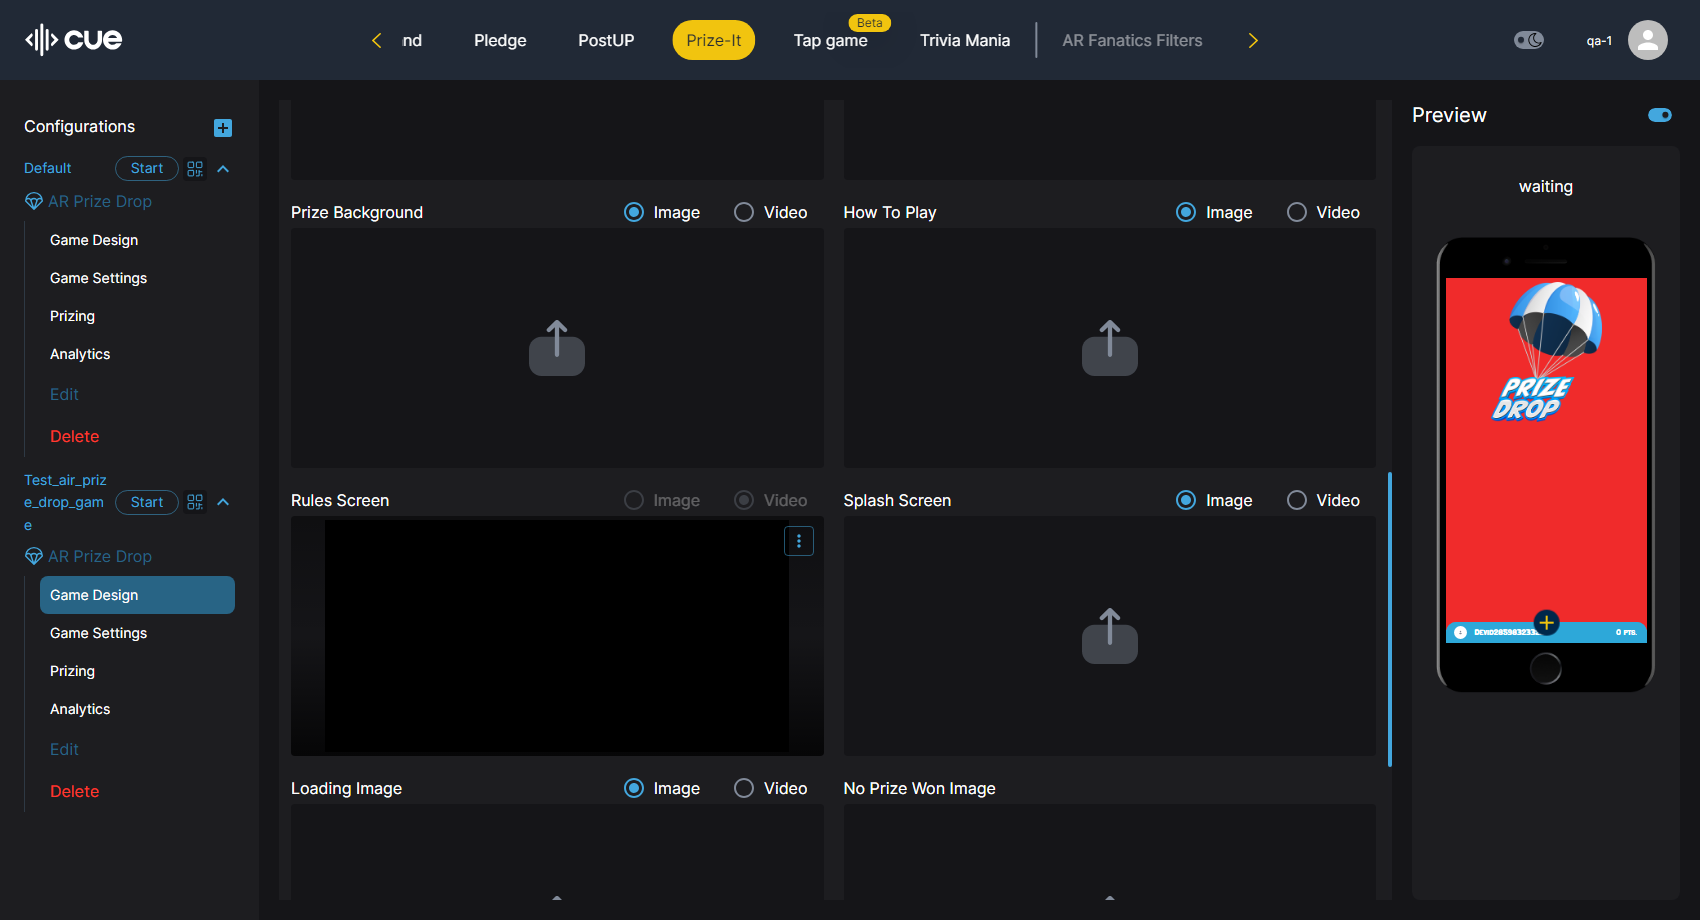 cue
nd
Pledge
PostUP
Prize-It
Tap game
Beta
Trivia Mania
AR Fanatics Filters
qa-1
Configurations
Default
Start
AR Prize Drop
Game Design
Game Settings
Prizing
Analytics
Edit
Delete
Test_air_priz
e_drop_gam
e
Start
AR Prize Drop
Game Design
Game Settings
Prizing
Analytics
Edit
Delete
Prize Background
Image
Video
How To Play
Image
Video
Rules Screen
Image
Video
Splash Screen
Image
Video
Loading Image
Image
Video
No Prize Won Image
Preview
waiting
PRIZE
DROP
0 PTS.